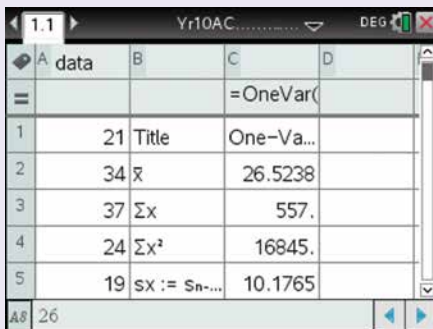 1.1 Yr10AC.......... DEG
A data B C D
= =OneVar(
1 21 Title One−Va...
2 34 x̄ 26.5238
3 37 Σx 557.
4 24 Σx² 16845.
5 19 sx := sn-... 10.1765
A8 26